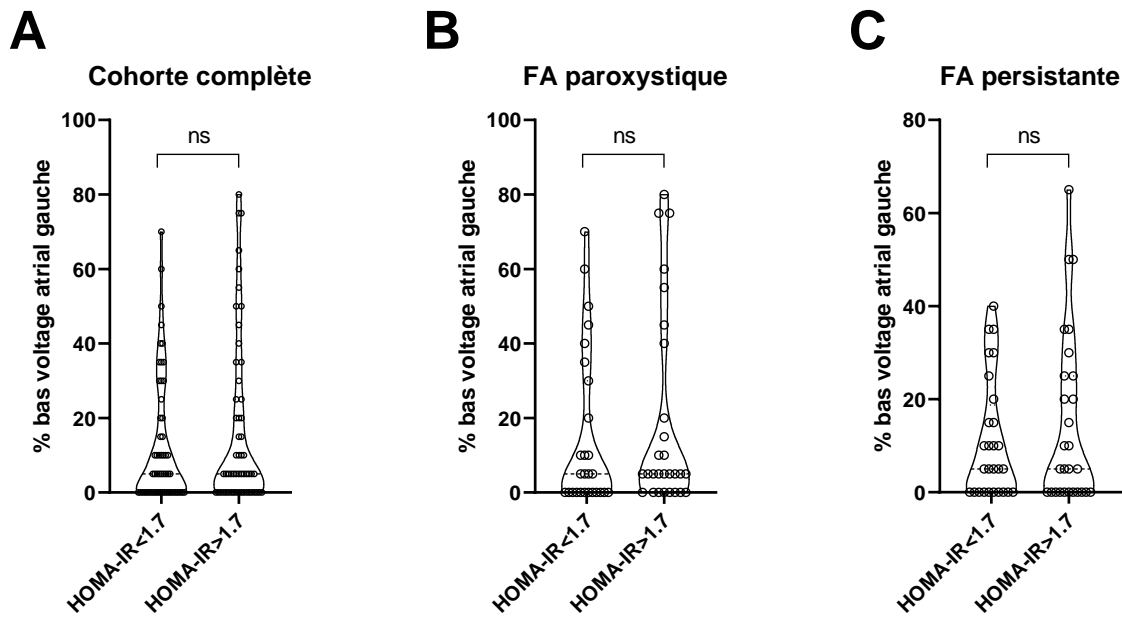 A
Cohorte complète
% bas voltage atrial gauche
100
80
60
40
20
0
ns
HOMA-IR<1.7
HOMA-IR>1.7
B
FA paroxystique
% bas voltage atrial gauche
100
80
60
40
20
0
ns
HOMA-IR<1.7
HOMA-IR>1.7
C
FA persistante
% bas voltage atrial gauche
80
60
40
20
0
ns
HOMA-IR<1.7
HOMA-IR>1.7